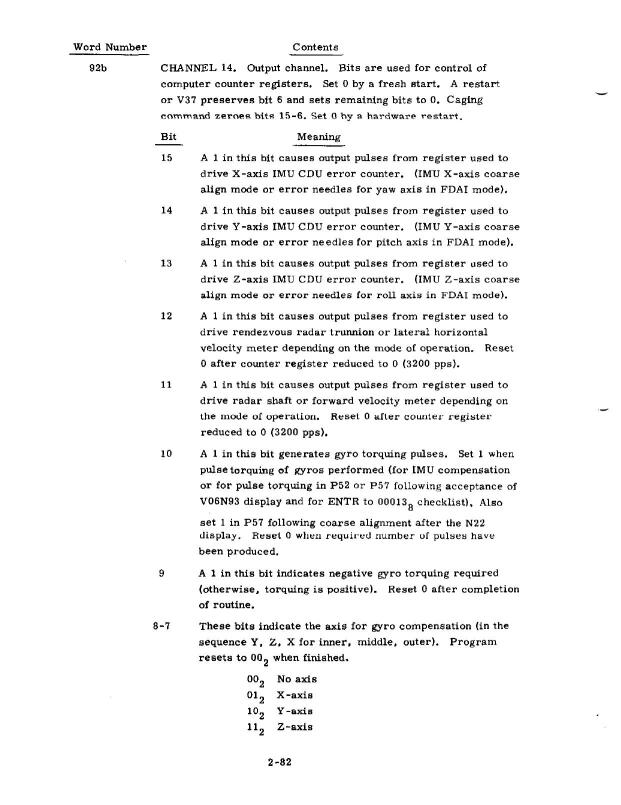 Word Number Contents
92b CHANNEL 14. Output channel. Bits are used for control of
computer counter registers. Set 0 by a fresh start. A restart
or V37 preserves bit 6 and sets remaining bits to 0. Caging
command zeroes bits 15-6. Set 0 by a hardware restart.
Bit Meaning
15 A 1 in this bit causes output pulses from register used to
drive X-axis IMU CDU error counter. (IMU X-axis coarse
align mode or error needles for yaw axis in FDAI mode).
14 A 1 in this bit causes output pulses from register used to
drive Y-axis IMU CDU error counter. (IMU Y-axis coarse
align mode or error needles for pitch axis in FDAI mode).
13 A 1 in this bit causes output pulses from register used to
drive Z-axis IMU CDU error counter. (IMU Z-axis coarse
align mode or error needles for roll axis in FDAI mode).
12 A 1 in this bit causes output pulses from register used to
drive rendezvous radar trunnion or lateral horizontal
velocity meter depending on the mode of operation. Reset
0 after counter register reduced to 0 (3200 pps).
11 A 1 in this bit causes output pulses from register used to
drive radar shaft or forward velocity meter depending on
the mode of operation. Reset 0 after counter register
reduced to 0 (3200 pps).
10 A 1 in this bit generates gyro torquing pulses. Set 1 when
pulse torquing of gyros performed (for IMU compensation
or for pulse torquing in P52 or P57 following acceptance of
V06N93 display and for ENTR to 00013₈ checklist). Also
set 1 in P57 following coarse alignment after the N22
display. Reset 0 when required number of pulses have
been produced.
9 A 1 in this bit indicates negative gyro torquing required
(otherwise, torquing is positive). Reset 0 after completion
of routine.
8-7 These bits indicate the axis for gyro compensation (in the
sequence Y, Z, X for inner, middle, outer). Program
resets to 00₂ when finished.
00₂ No axis
01₂ X-axis
10₂ Y-axis
11₂ Z-axis
2-82